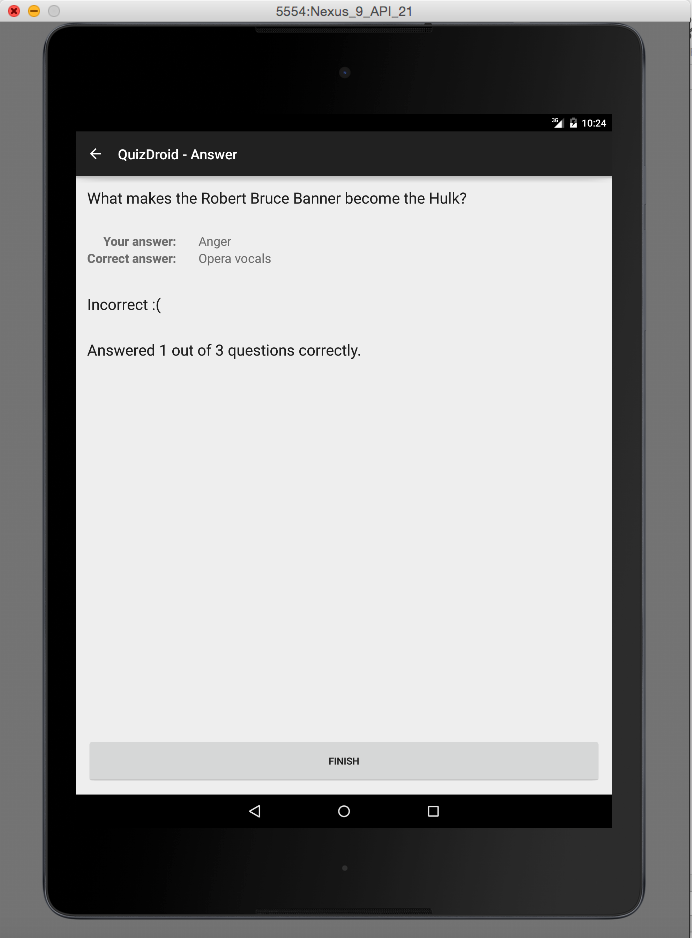 5554:Nexus_9_API_21
3G 10:24
QuizDroid - Answer
What makes the Robert Bruce Banner become the Hulk?
Your answer: Anger
Correct answer: Opera vocals
Incorrect :(
Answered 1 out of 3 questions correctly.
FINISH